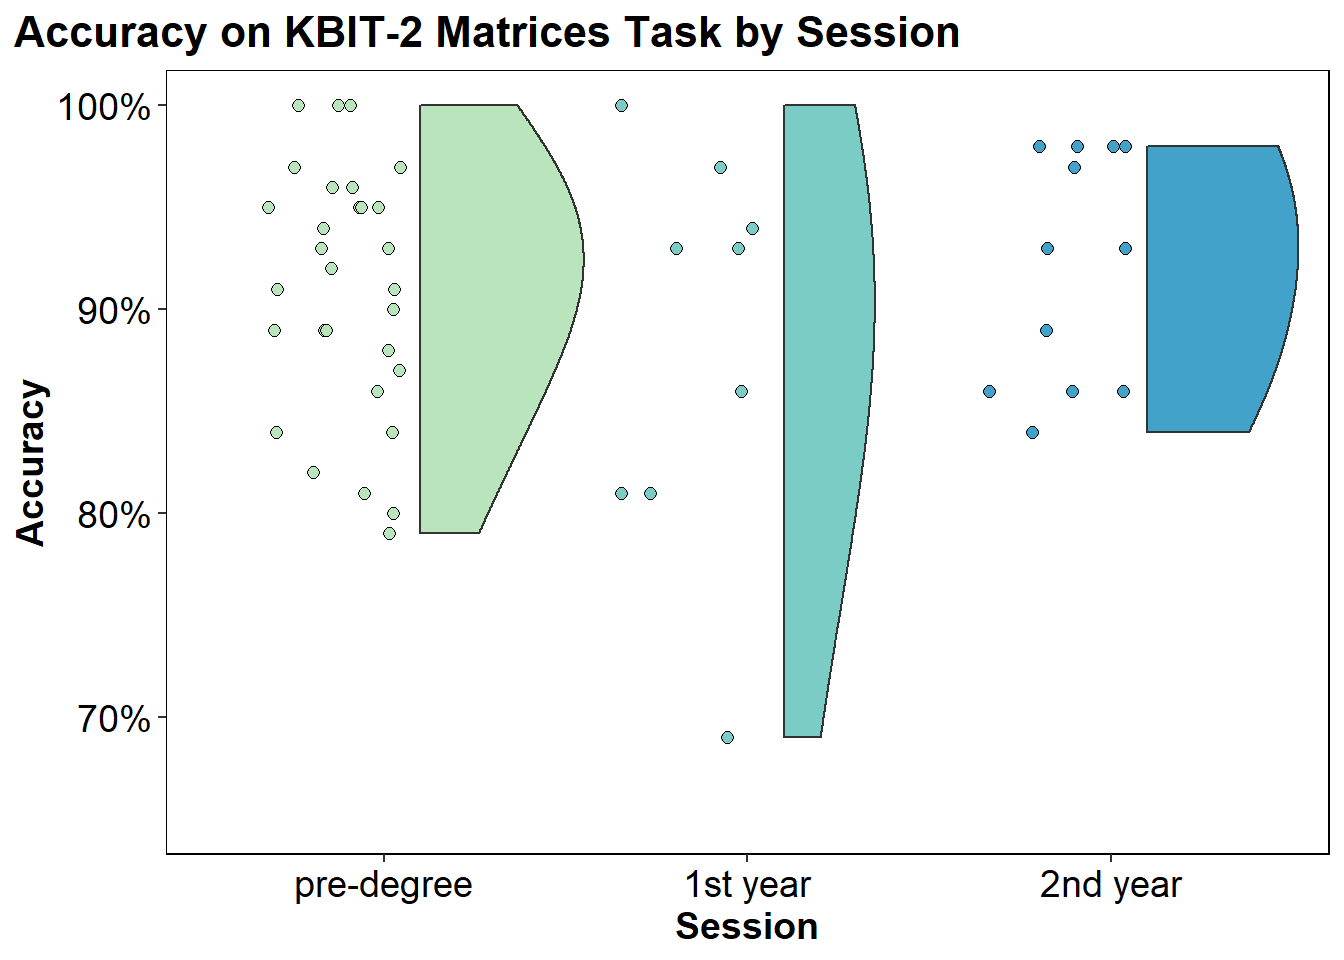 Accuracy on KBIT-2 Matrices Task by Session
Accuracy
100%
90%
80%
70%
pre-degree
1st year
2nd year
Session